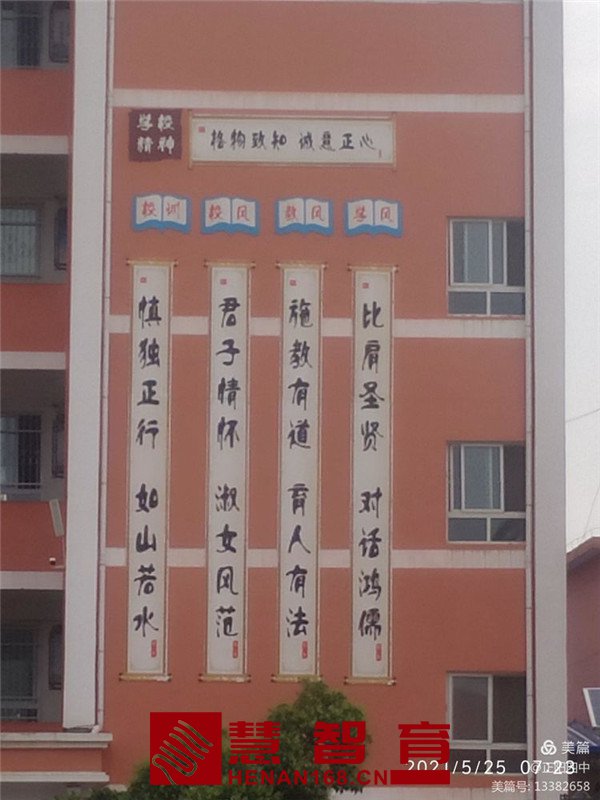 学校
精神
格物致知 诚意正心
校训
校风
教风
学风
慎独正行 如山若水
君子情怀 淑女风范
施教有道 育人有法
比肩圣贤 对话鸿儒
慧智育
HENAN168.CN
2021/5/25 07:23
美篇
美篇号: 13382658